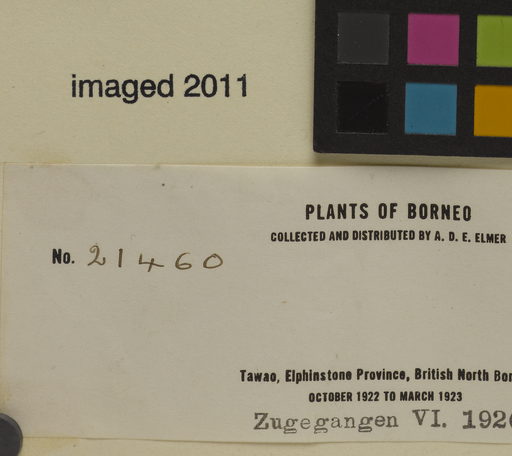 imaged 2011
PLANTS OF BORNEO
COLLECTED AND DISTRIBUTED BY A. D. E. ELMER
No. 21460
Tawao, Elphinstone Province, British North Bor
OCTOBER 1922 TO MARCH 1923
Zugegangen VI. 192